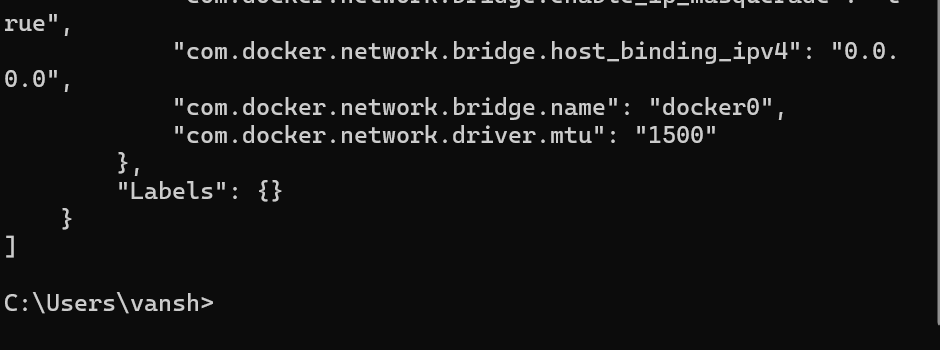 rue",
"com.docker.network.bridge.host_binding_ipv4": "0.0.
0.0",
"com.docker.network.bridge.name": "docker0",
"com.docker.network.driver.mtu": "1500"
},
"Labels": {}
}
]
C:\Users\vansh>